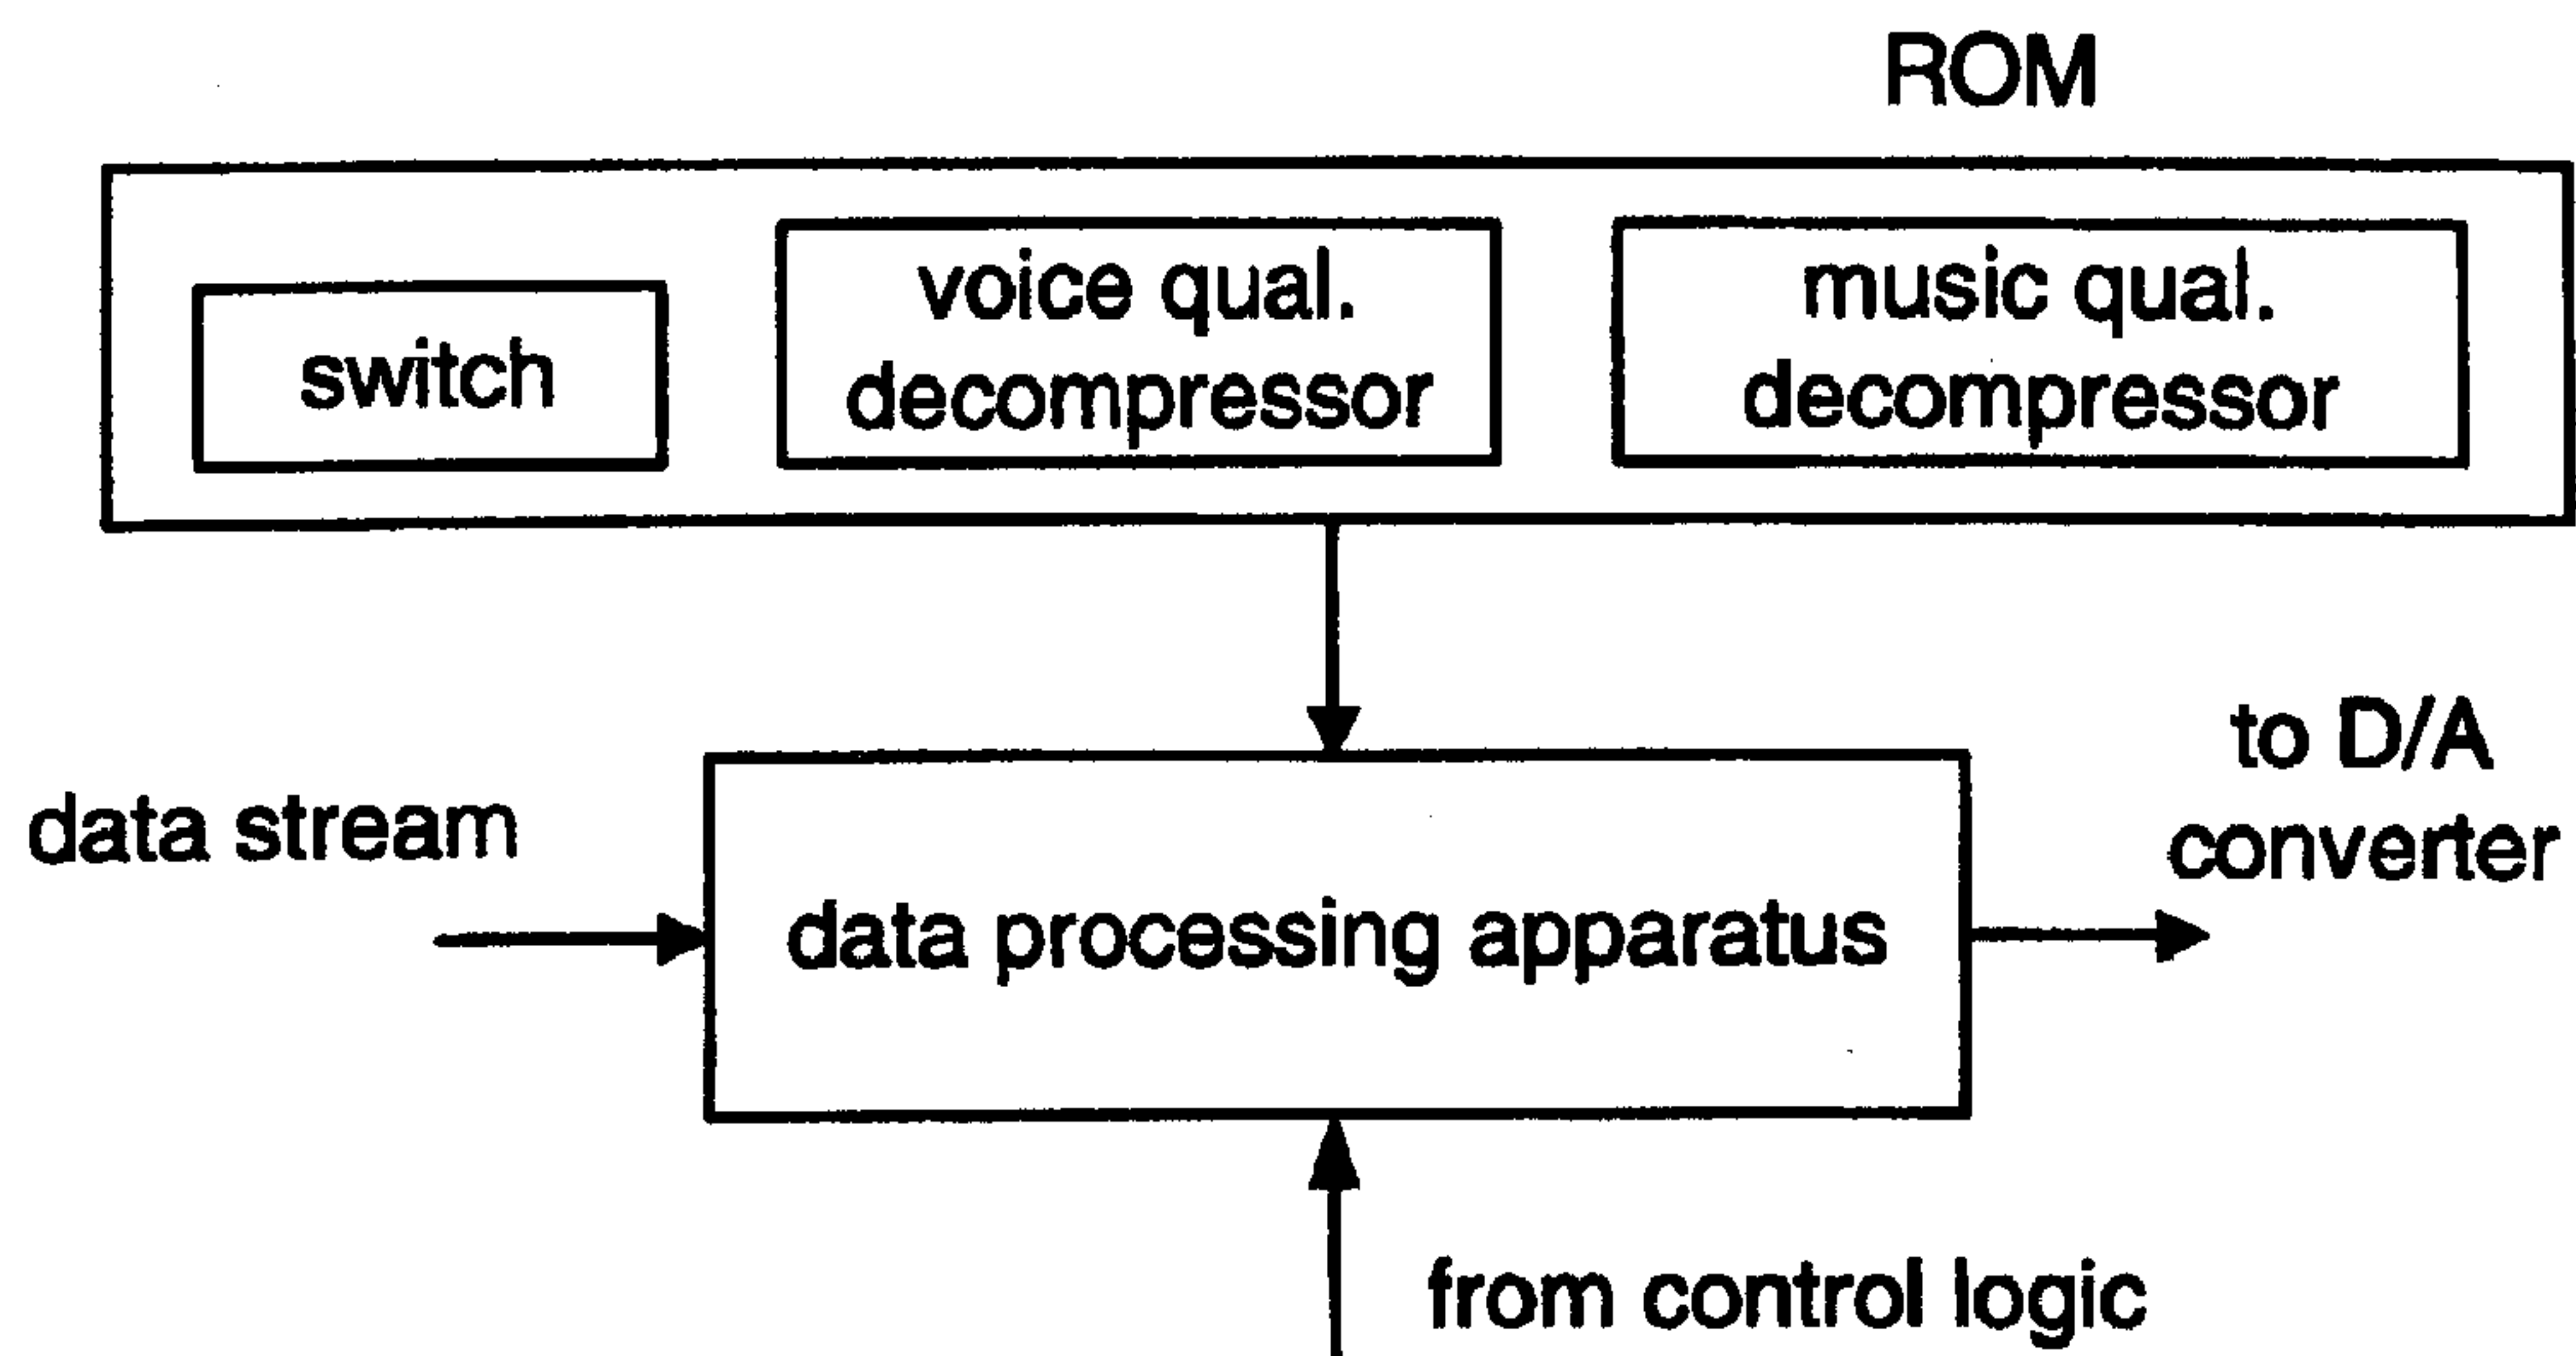 ROM
switch
voice qual.
decompressor
music qual.
decompressor
data stream
data processing apparatus
to D/A
converter
from control logic